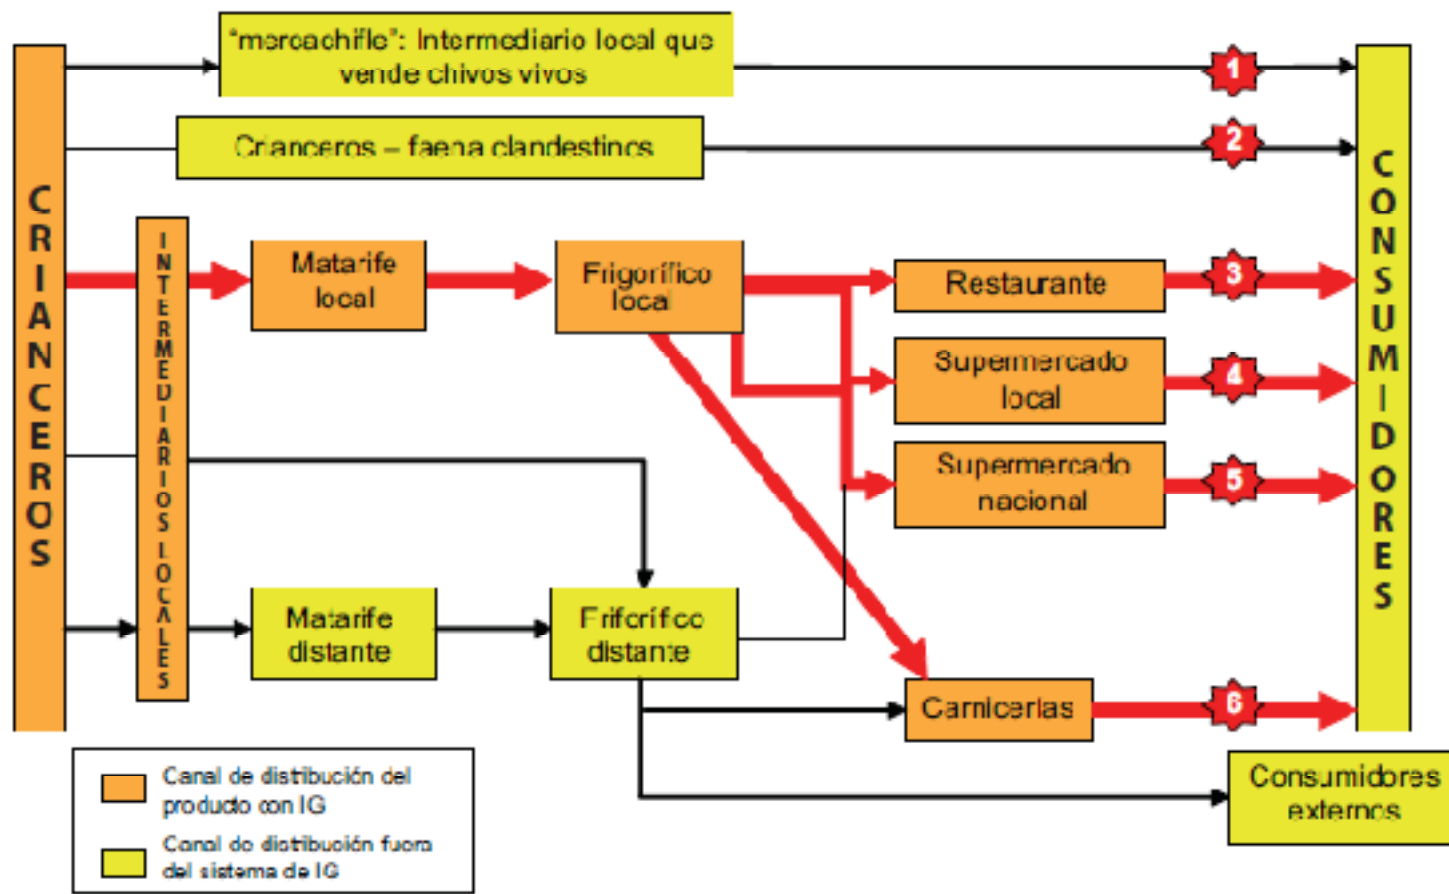 "mercachifle": Intermediario local que
vende chivos vivos
1
Crianceros – faena clandestinos
2
CRIANCEROS
INTERMEDIARIOS LOCALES
Matarife
local
Frigorífico
local
Restaurante
3
Supermercado
local
4
Supermercado
nacional
5
CONSUMIDORES
Matarife
distante
Friforífico
distante
Carnicerías
6
Consumidores
externos
Canal de distribución del
producto con IG
Canal de distribución fuera
del sistema de IG